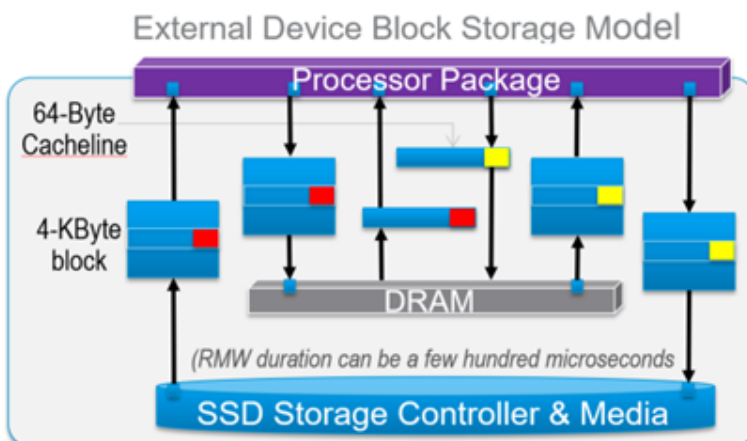 External Device Block Storage Model
Processor Package
64-Byte
Cacheline
4-KByte
block
DRAM
(RMW duration can be a few hundred microseconds
SSD Storage Controller & Media